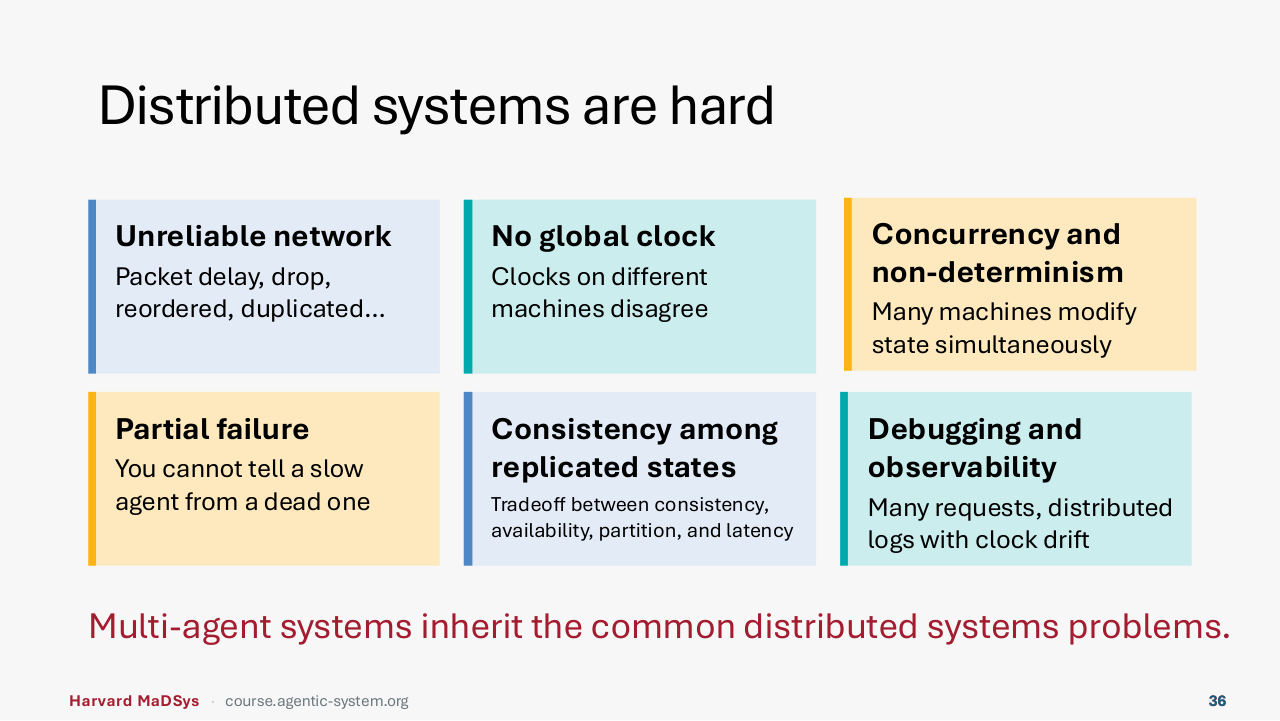 Distributed systems are hard
Unreliable network
Packet delay, drop,
reordered, duplicated...
No global clock
Clocks on different
machines disagree
Concurrency and
non-determinism
Many machines modify
state simultaneously
Partial failure
You cannot tell a slow
agent from a dead one
Consistency among
replicated states
Tradeoff between consistency,
availability, partition, and latency
Debugging and
observability
Many requests, distributed
logs with clock drift
Multi-agent systems inherit the common distributed systems problems.
Harvard MaDSys · course.agentic-system.org
36